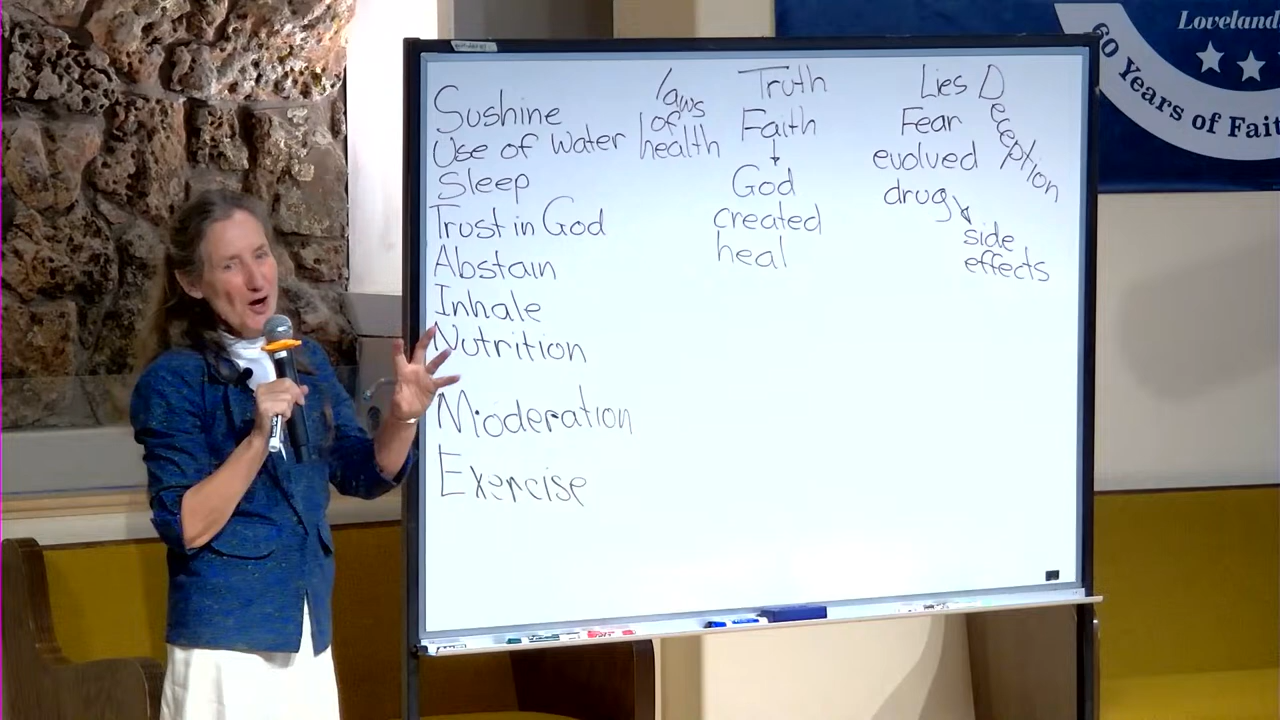 Sushine
Use of Water
Sleep
Trust in God
Abstain
Inhale
Nutrition
Moderation
Exercise
laws
of
health
Truth
Faith
God
created
heal
Lies Deception
Fear
evolved
drug
side
effects
Loveland
60 Years of Fait